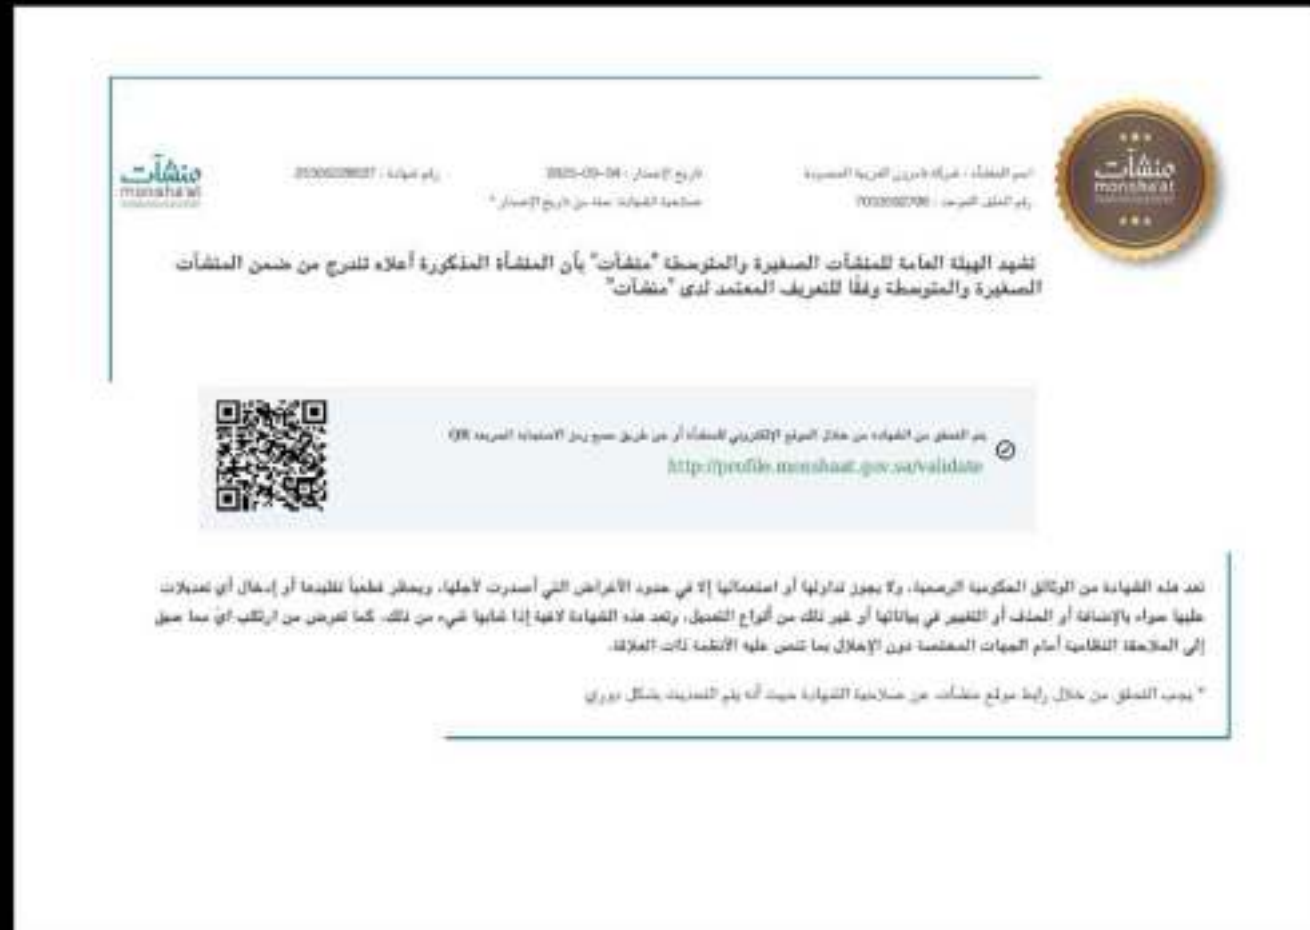 منشآت
monsha'at
اسم المنشأة : شركة العربية المحدودة
تاريخ الإصدار : 2025-09-04
رقم شهادة :
منشآت
monsha'at
رقم الملف الموحد :
صلاحية الشهادة: سنة من تاريخ الإصدار *
تشهد الهيئة العامة للمنشآت الصغيرة والمتوسطة "منشآت" بأن المنشأة المذكورة أعلاه تندرج من ضمن المنشآت
الصغيرة والمتوسطة وفقًا للتعريف المعتمد لدى "منشآت"
يتم التحقق من الشهادة من خلال الموقع الإلكتروني للمنشأة أو عن طريق مسح رمز الاستجابة السريعة QR
http://profile.monshaat.gov.sa/validate
تعد هذه الشهادة من الوثائق الحكومية الرسمية، ولا يجوز تداولها أو استعمالها إلا في حدود الأغراض التي أصدرت لأجلها، ويحظر قطعياً تقليدها أو إدخال أي تعديلات
عليها سواء بالإضافة أو الحذف أو التغيير في بياناتها أو غير ذلك من أنواع التعديل، وتعد هذه الشهادة لاغية إذا شابها شيء من ذلك، كما تعرض من ارتكب اي مما سبق
إلى الملاحقة النظامية أمام الجهات المختصة دون الإخلال بما تنص عليه الأنظمة ذات العلاقة.
* يجب التحقق من خلال رابط موقع منشآت عن صلاحية الشهادة حيث أنه يتم التحديث بشكل دوري